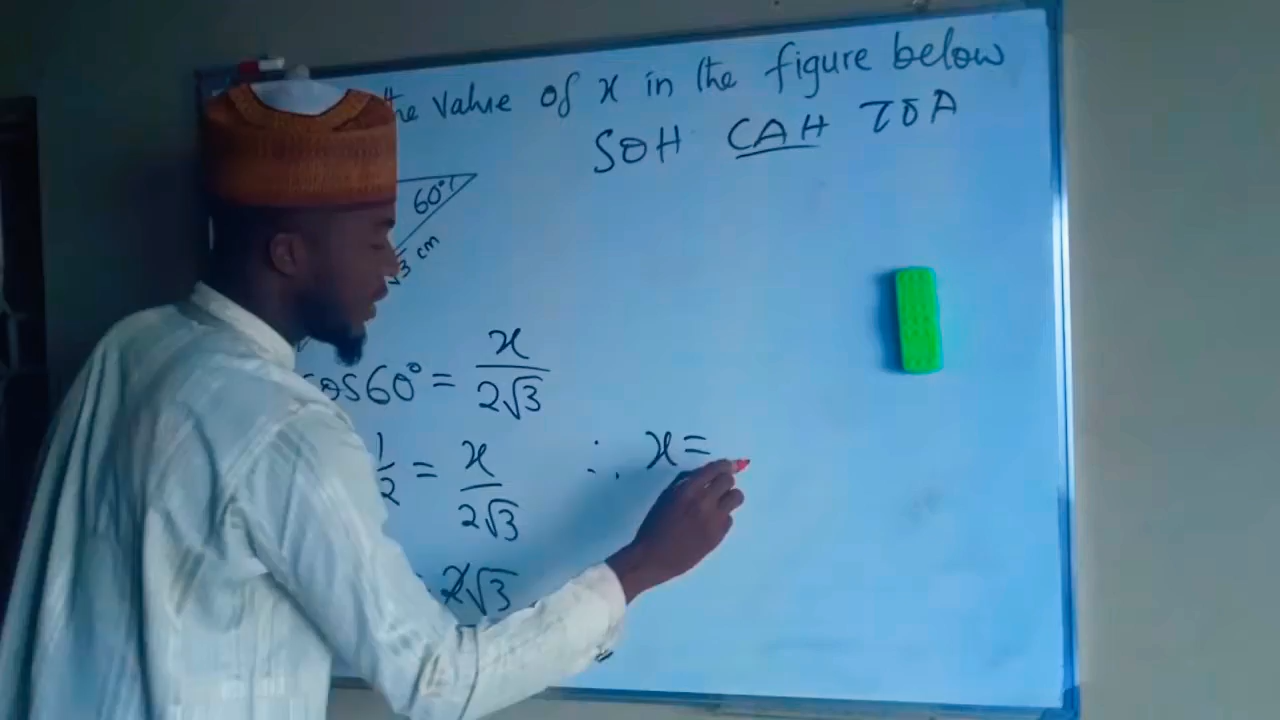 the value of x in the figure below
SOH CAH TOA
60°
√3 cm
cos60° = x/2√3
1/2 = x/2√3
∴ x =
2√3